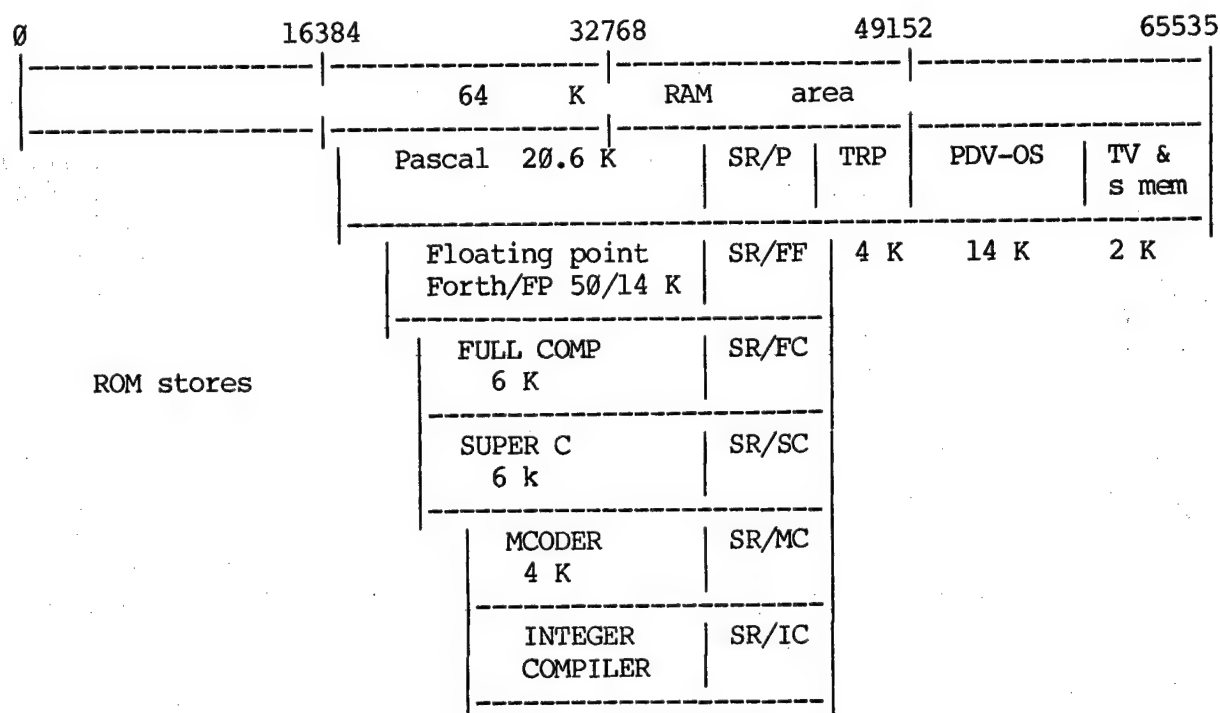 Ø 16384 32768 49152 65535
64 K RAM area
Pascal 2Ø.6 K SR/P TRP PDV-OS TV &
s mem
Floating point SR/FF 4 K 14 K 2 K
Forth/FP 5Ø/14 K
FULL COMP SR/FC
6 K
ROM stores
SUPER C SR/SC
6 k
MCODER SR/MC
4 K
INTEGER SR/IC
COMPILER